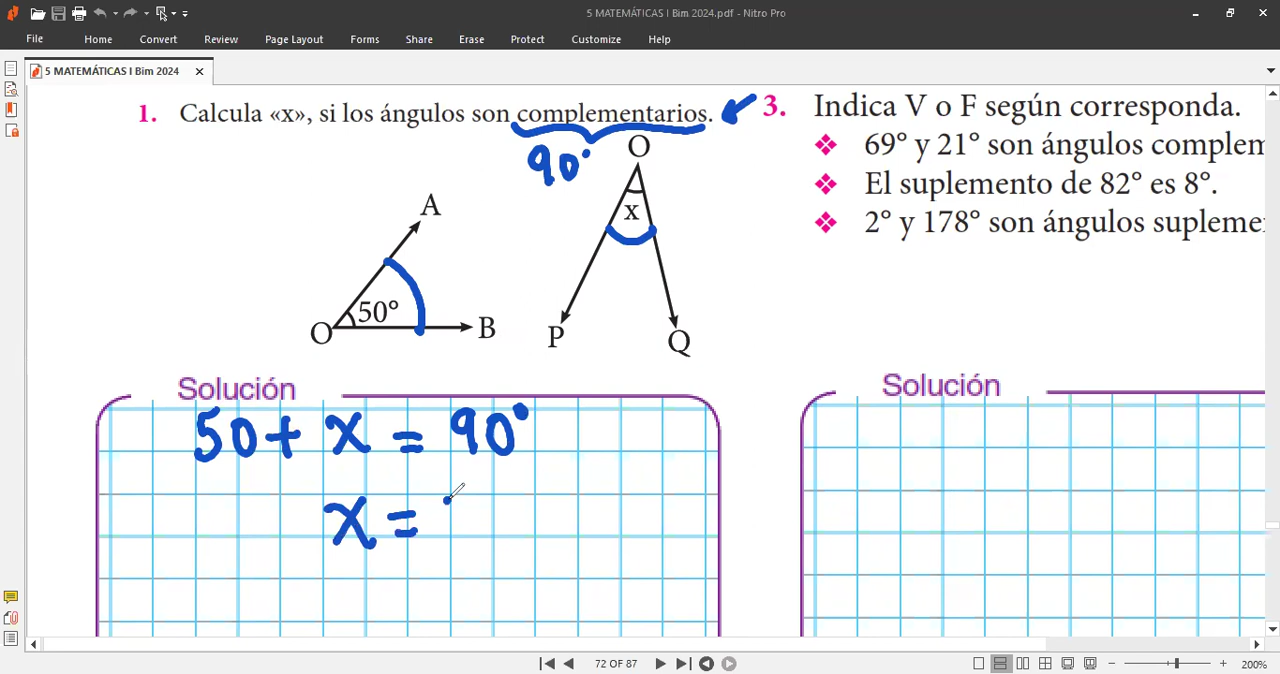 5 MATEMÁTICAS I Bim 2024.pdf - Nitro Pro
File Home Convert Review Page Layout Forms Share Erase Protect Customize Help
5 MATEMÁTICAS I Bim 2024 ×
1. Calcula «x», si los ángulos son complementarios.
90°
A
50°
O
B
O
x
P
Q
Solución
50 + x = 90°
x =
3. Indica V o F según corresponda.
❖ 69° y 21° son ángulos complem
❖ El suplemento de 82° es 8°.
❖ 2° y 178° son ángulos supleme
Solución
72 OF 87
200%